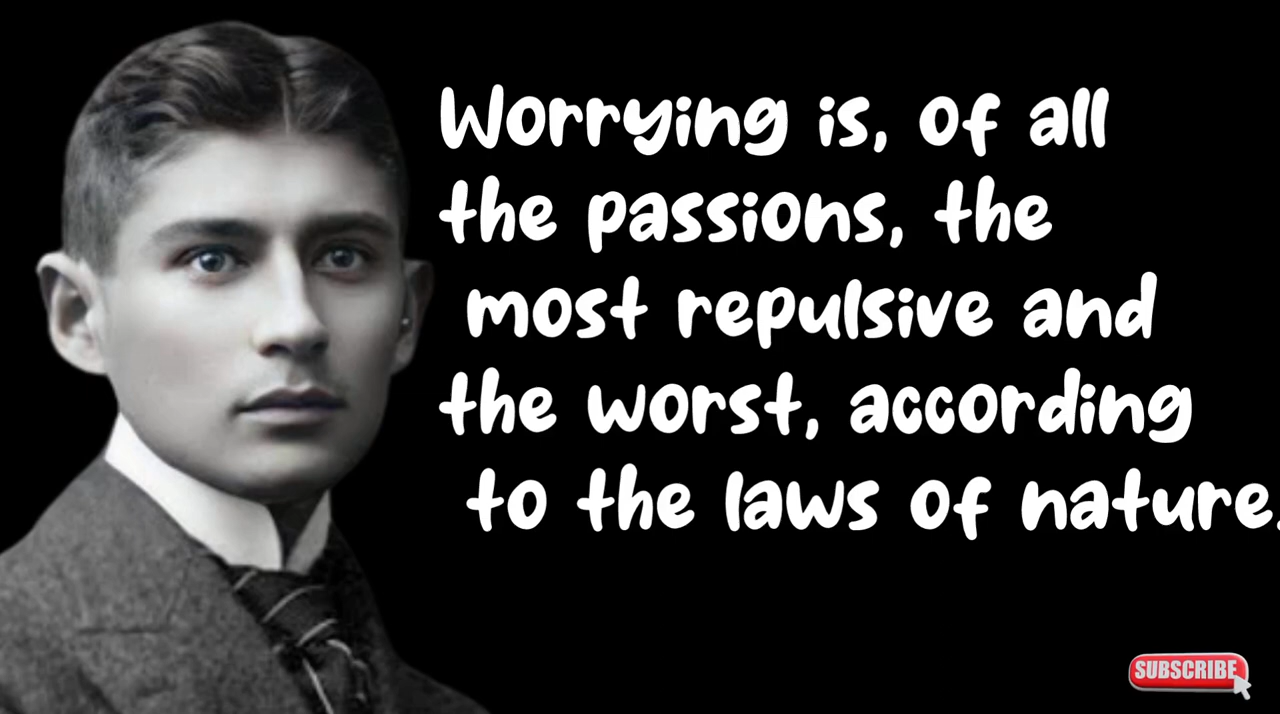 Worrying is, of all
the passions, the
most repulsive and
the worst, according
to the laws of nature.
SUBSCRIBE